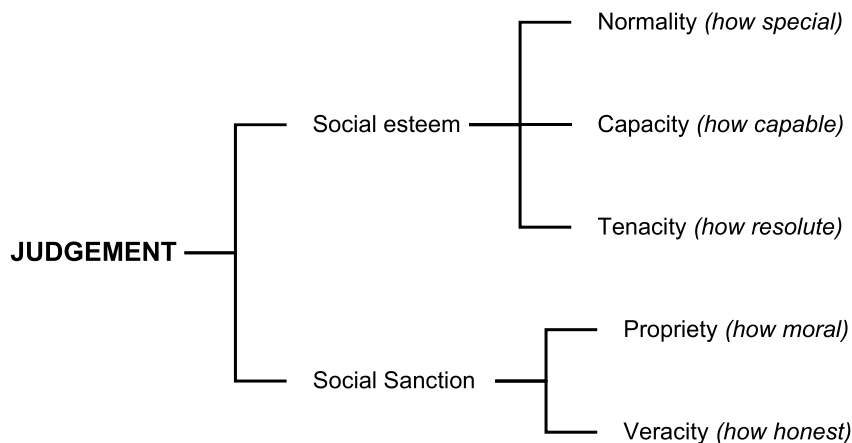 Normality (how special)
Social esteem
Capacity (how capable)
Tenacity (how resolute)
JUDGEMENT
Propriety (how moral)
Social Sanction
Veracity (how honest)